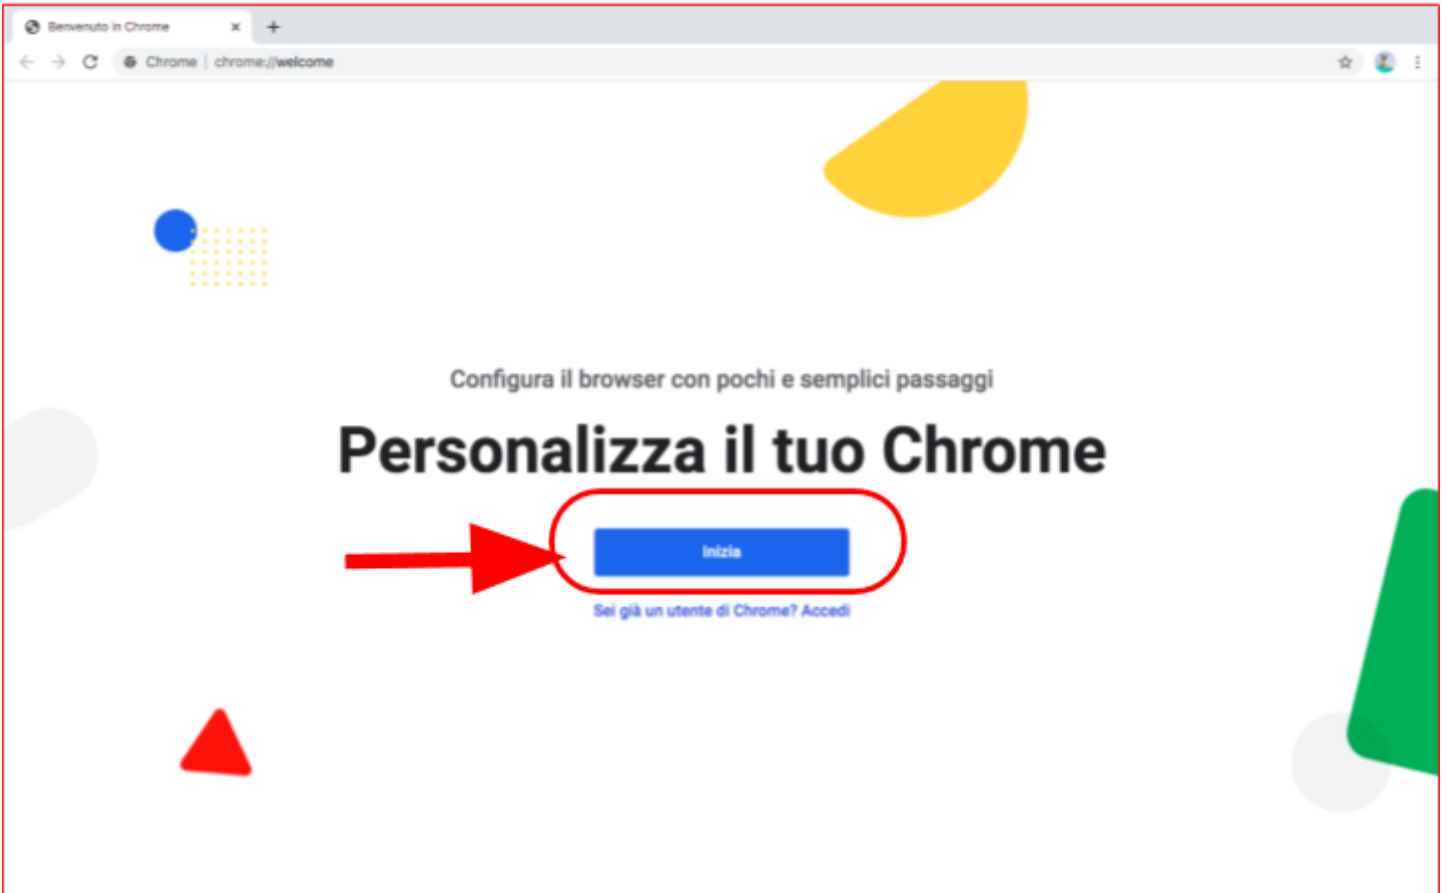 Benvenuto in Chrome
Chrome | chrome://welcome
Configura il browser con pochi e semplici passaggi
Personalizza il tuo Chrome
Inizia
Sei già un utente di Chrome? Accedi